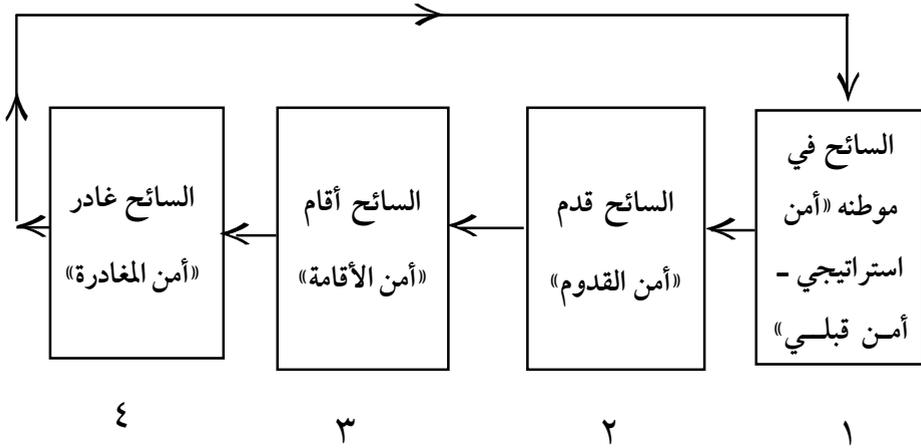 السائح في
موطنه «أمن
استراتيجي ـ
أمـن قبلـــي»
السائح قدم
«أمن القدوم»
السائح أقام
«أمن الأقامة»
السائح غادر
«أمن المغادرة»
١
٢
٣
٤